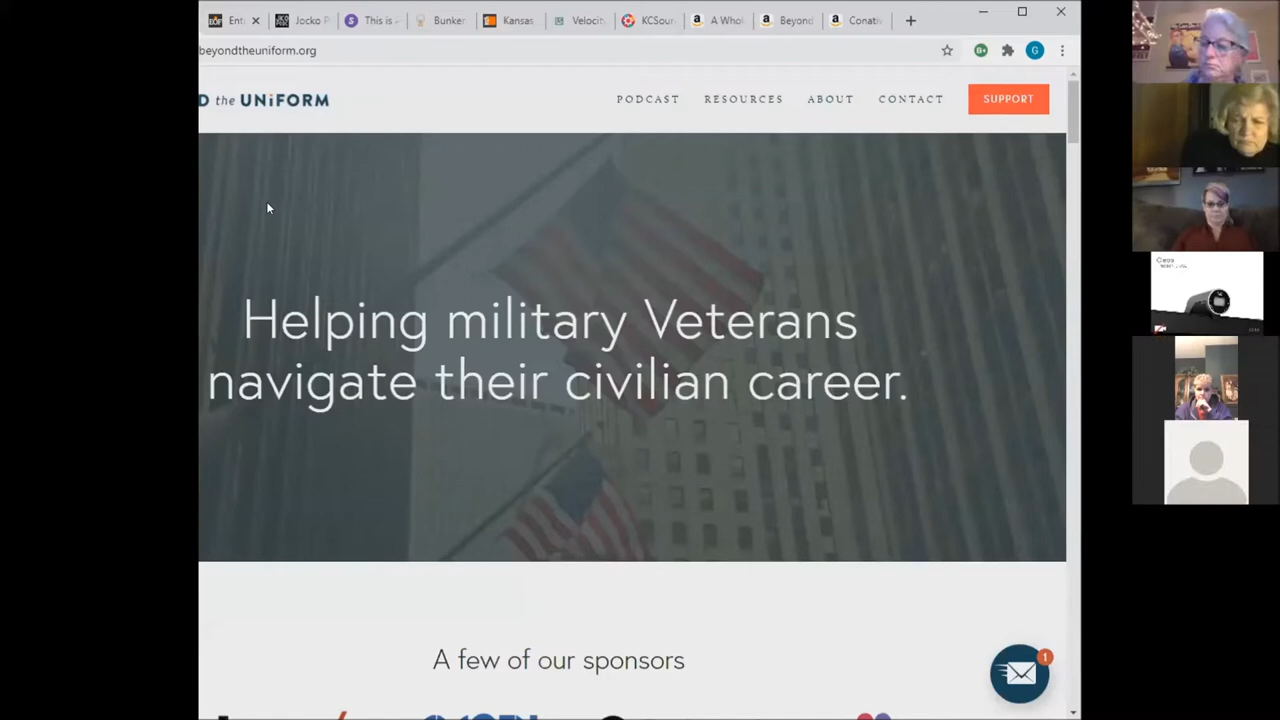 Ent
Jocko P
This is
Bunker
Kansas
Velocit
KCSour
A Whol
Beyond
Conati
beyondtheuniform.org
G
D the UNiFORM
PODCAST
RESOURCES
ABOUT
CONTACT
SUPPORT
Helping military Veterans
navigate their civilian career.
A few of our sponsors
1